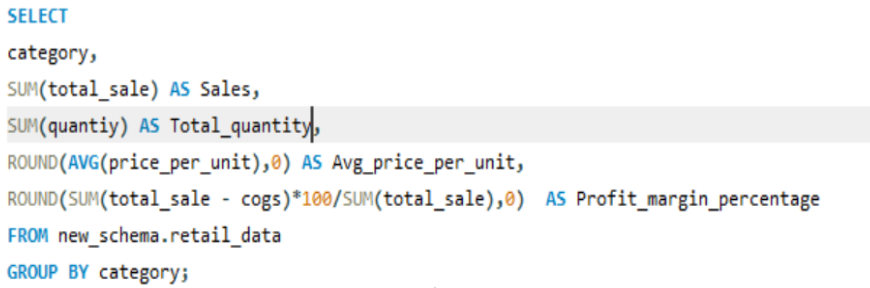 SELECT
category,
SUM(total_sale) AS Sales,
SUM(quantiy) AS Total_quantity,
ROUND(AVG(price_per_unit),0) AS Avg_price_per_unit,
ROUND(SUM(total_sale - cogs)*100/SUM(total_sale),0)  AS Profit_margin_percentage
FROM new_schema.retail_data
GROUP BY category;